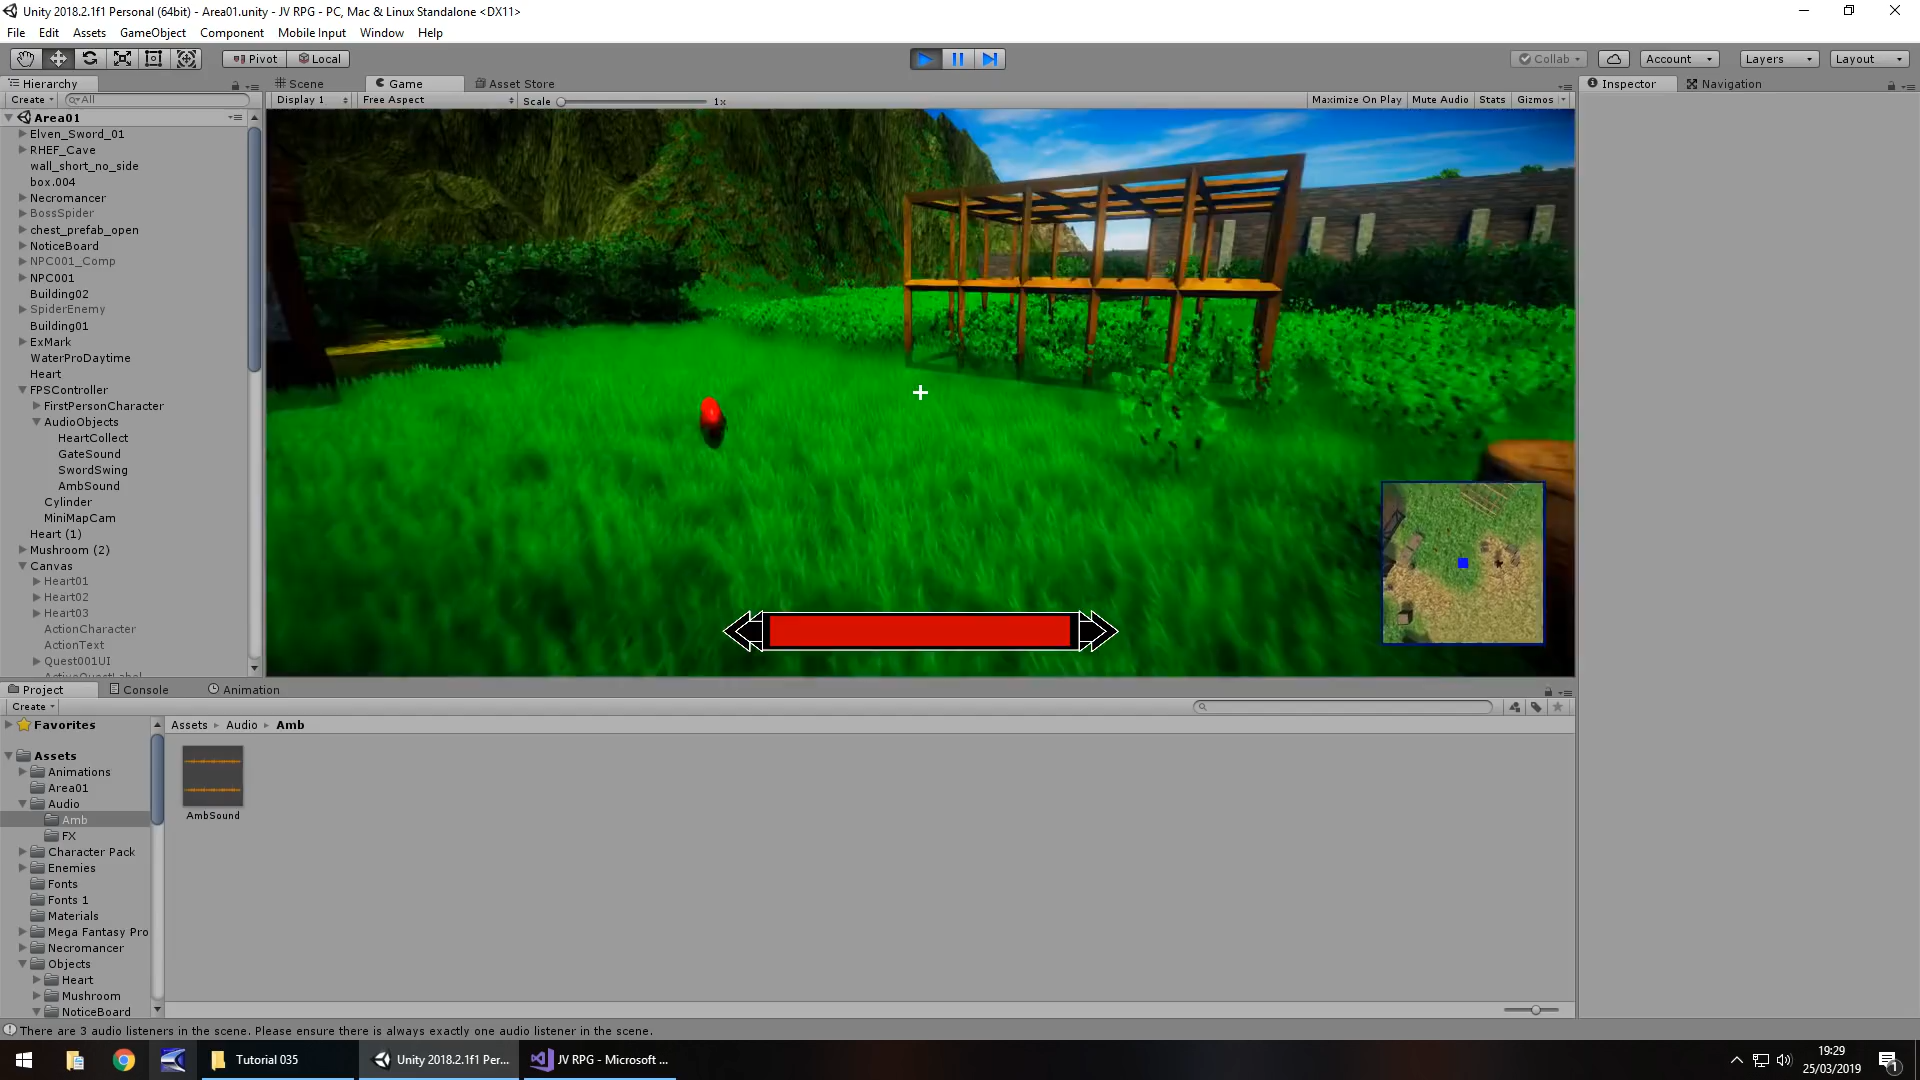 Unity 2018.2.1f1 Personal (64bit) - Area01.unity - JV RPG - PC, Mac & Linux Standalone <DX11>
File Edit Assets GameObject Component Mobile Input Window Help
Pivot Local Collab Account Layers Layout
Hierarchy Scene Game Asset Store Inspector Navigation
Create All Display 1 Free Aspect Scale 1x Maximize On Play Mute Audio Stats Gizmos
Area01
Elven_Sword_01
RHEF_Cave
wall_short_no_side
box.004
Necromancer
BossSpider
chest_prefab_open
NoticeBoard
NPC001_Comp
NPC001
Building02
SpiderEnemy
Building01
ExMark
WaterProDaytime
Heart
FPSController
FirstPersonCharacter
AudioObjects
HeartCollect
GateSound
SwordSwing
AmbSound
Cylinder
MiniMapCam
Heart (1)
Mushroom (2)
Canvas
Heart01
Heart02
Heart03
ActionCharacter
ActionText
Quest001UI
ActiveQuestLabel
Project Console Animation
Create
Favorites
Assets
Animations
Area01
Audio
Amb
FX
Character Pack
Enemies
Fonts
Fonts 1
Materials
Mega Fantasy Pro
Necromancer
Objects
Heart
Mushroom
NoticeBoard
Assets Audio Amb
AmbSound
There are 3 audio listeners in the scene. Please ensure there is always exactly one audio listener in the scene.
Tutorial 035 Unity 2018.2.1f1 Per... JV RPG - Microsoft ...
19:29
25/03/2019
1